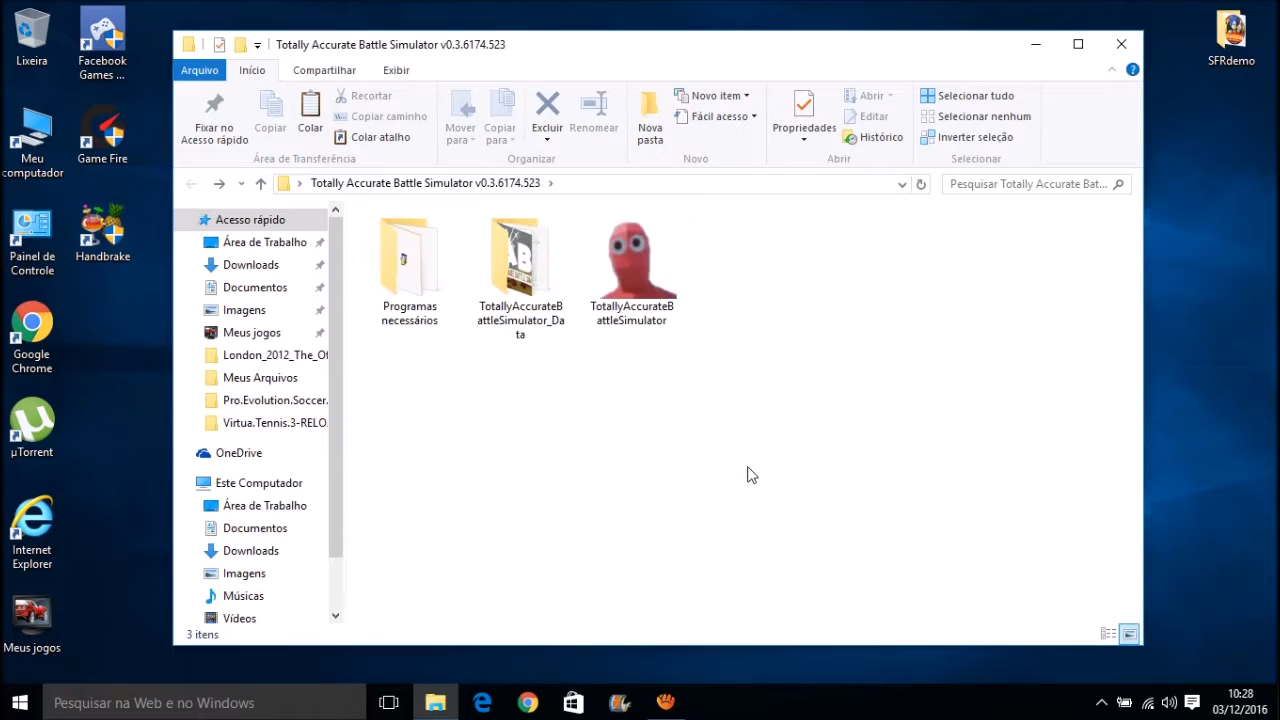 Lixeira
Facebook
Games ...
Meu
computador
Game Fire
Painel de
Controle
Handbrake
Google
Chrome
µTorrent
Internet
Explorer
Meus jogos
SFRdemo
Totally Accurate Battle Simulator v0.3.6174.523
Arquivo
Início
Compartilhar
Exibir
Fixar no
Acesso rápido
Copiar
Colar
Recortar
Copiar caminho
Colar atalho
Área de Transferência
Mover
para
Copiar
para
Excluir
Renomear
Organizar
Nova
pasta
Novo item
Fácil acesso
Novo
Propriedades
Abrir
Editar
Histórico
Abrir
Selecionar tudo
Selecionar nenhum
Inverter seleção
Selecionar
Totally Accurate Battle Simulator v0.3.6174.523
Pesquisar Totally Accurate Bat...
Acesso rápido
Área de Trabalho
Downloads
Documentos
Imagens
Meus jogos
London_2012_The_Of
Meus Arquivos
Pro.Evolution.Soccer.
Virtua.Tennis.3-RELO
OneDrive
Este Computador
Área de Trabalho
Documentos
Downloads
Imagens
Músicas
Vídeos
Programas
necessários
TotallyAccurateB
attleSimulator_Da
ta
TotallyAccurateB
attleSimulator
3 itens
Pesquisar na Web e no Windows
10:28
03/12/2016